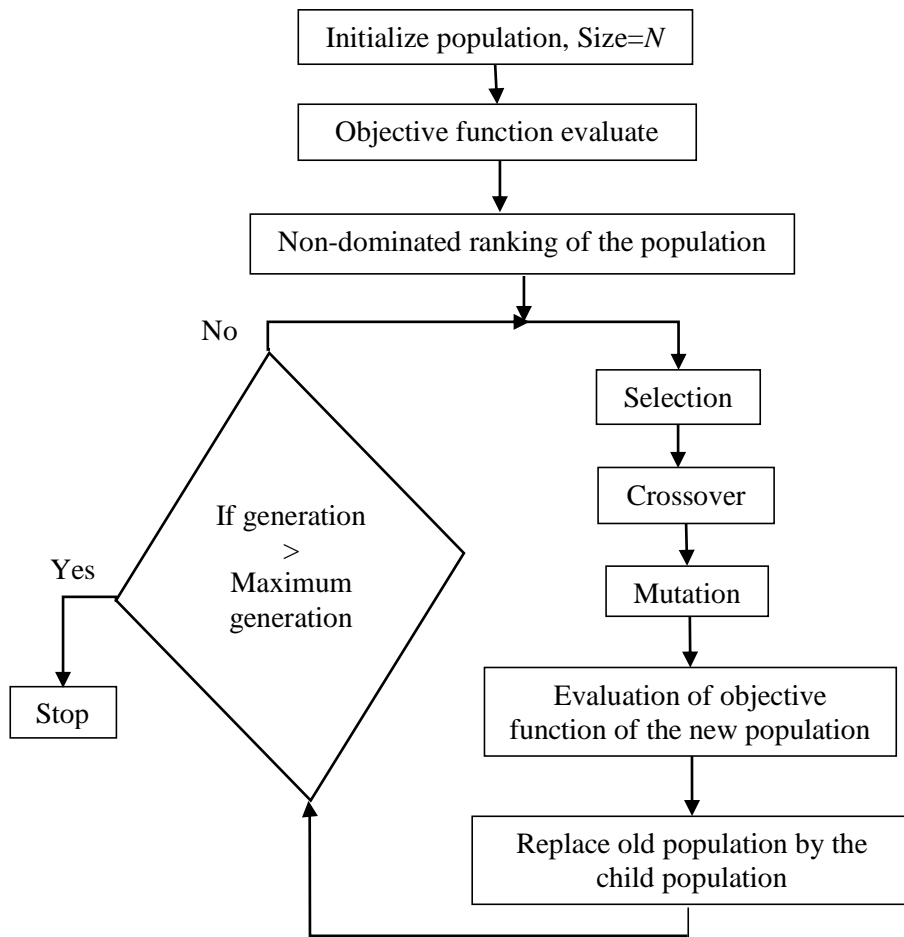 Initialize population, Size=N
Objective function evaluate
Non-dominated ranking of the population
No
Selection
Crossover
If generation
>
Maximum
generation
Yes
Mutation
Stop
Evaluation of objective
function of the new population
Replace old population by the
child population